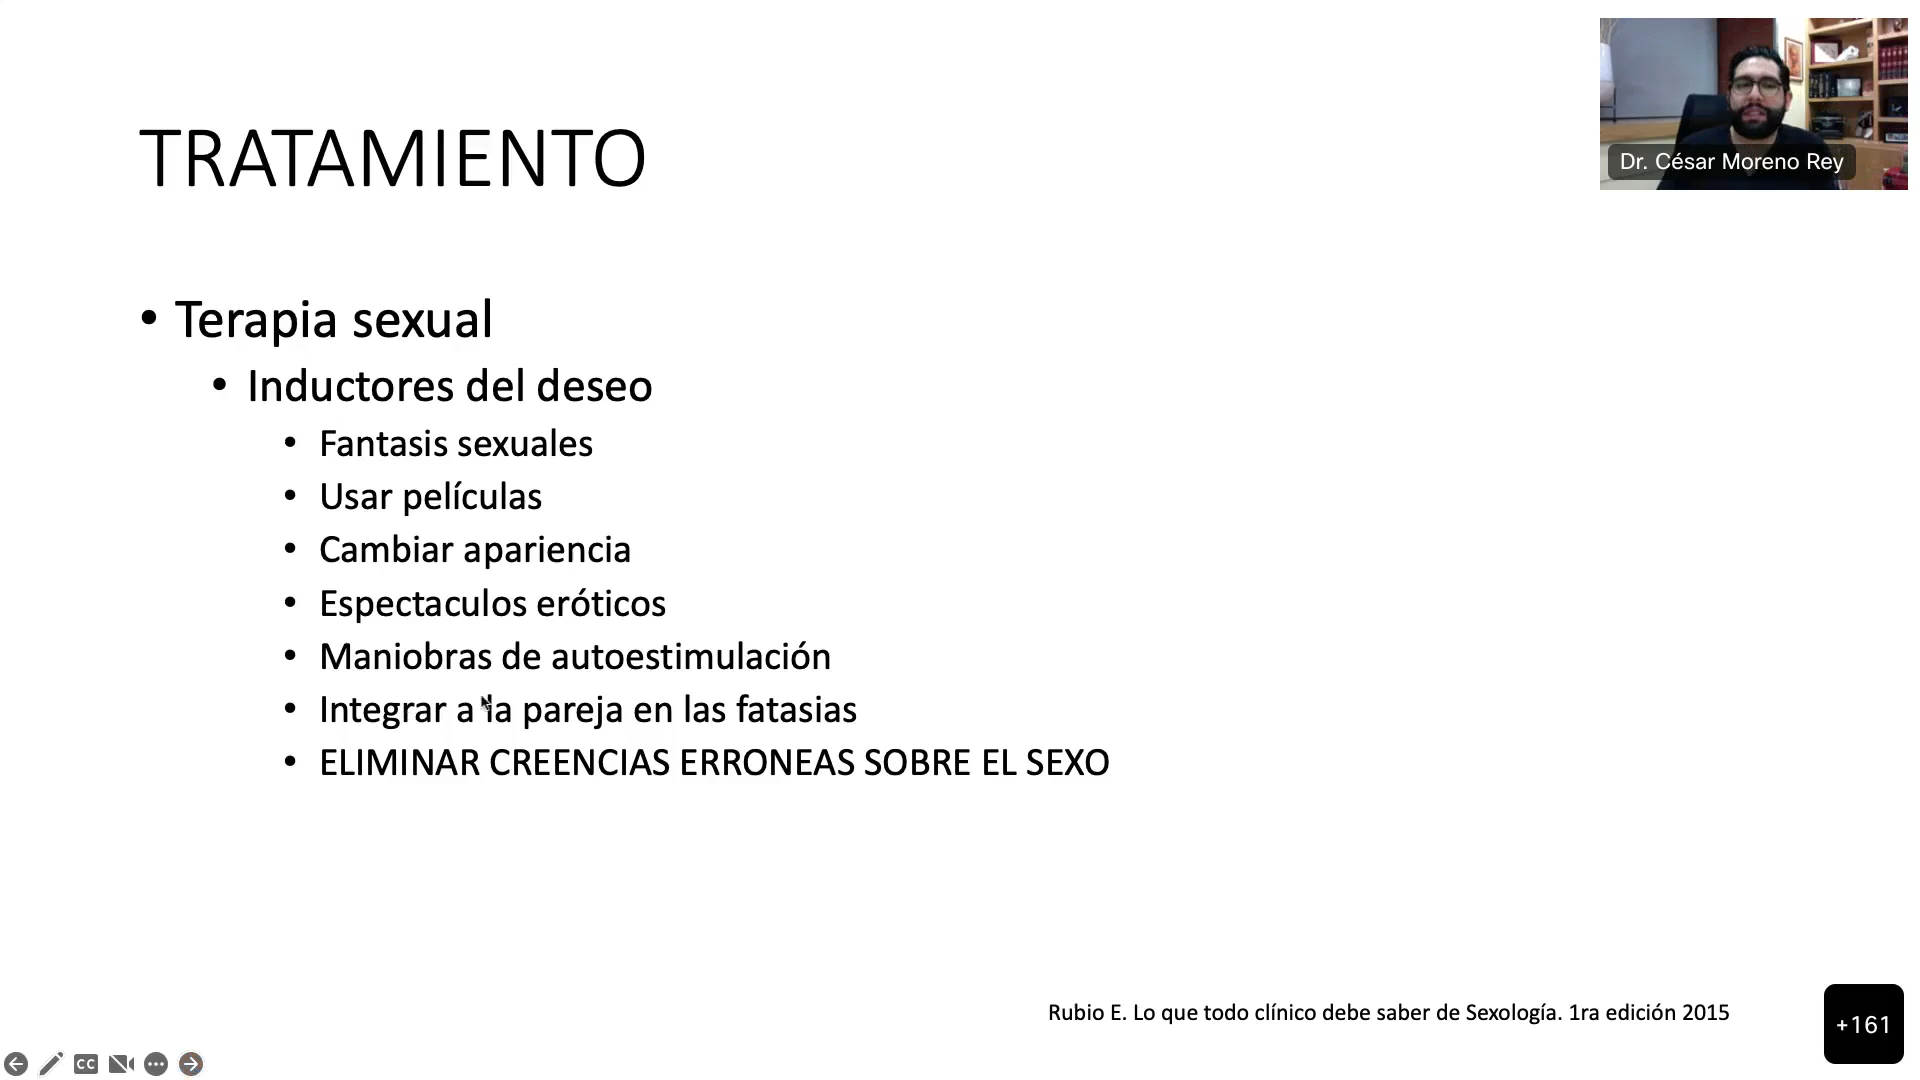 Dr. César Moreno Rey
TRATAMIENTO
• Terapia sexual
• Inductores del deseo
• Fantasis sexuales
• Usar películas
• Cambiar apariencia
• Espectaculos eróticos
• Maniobras de autoestimulación
• Integrar a la pareja en las fatasias
• ELIMINAR CREENCIAS ERRONEAS SOBRE EL SEXO
Rubio E. Lo que todo clínico debe saber de Sexología. 1ra edición 2015
+161
CC